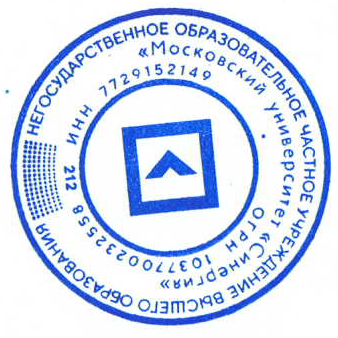 НЕГОСУДАРСТВЕННОЕ ОБРАЗОВАТЕЛЬНОЕ ЧАСТНОЕ УЧРЕЖДЕНИЕ ВЫСШЕГО ОБРАЗОВАНИЯ
«Московский университет «Синергия»
ОГРН 1037700232558
212
ИНН 7729152149